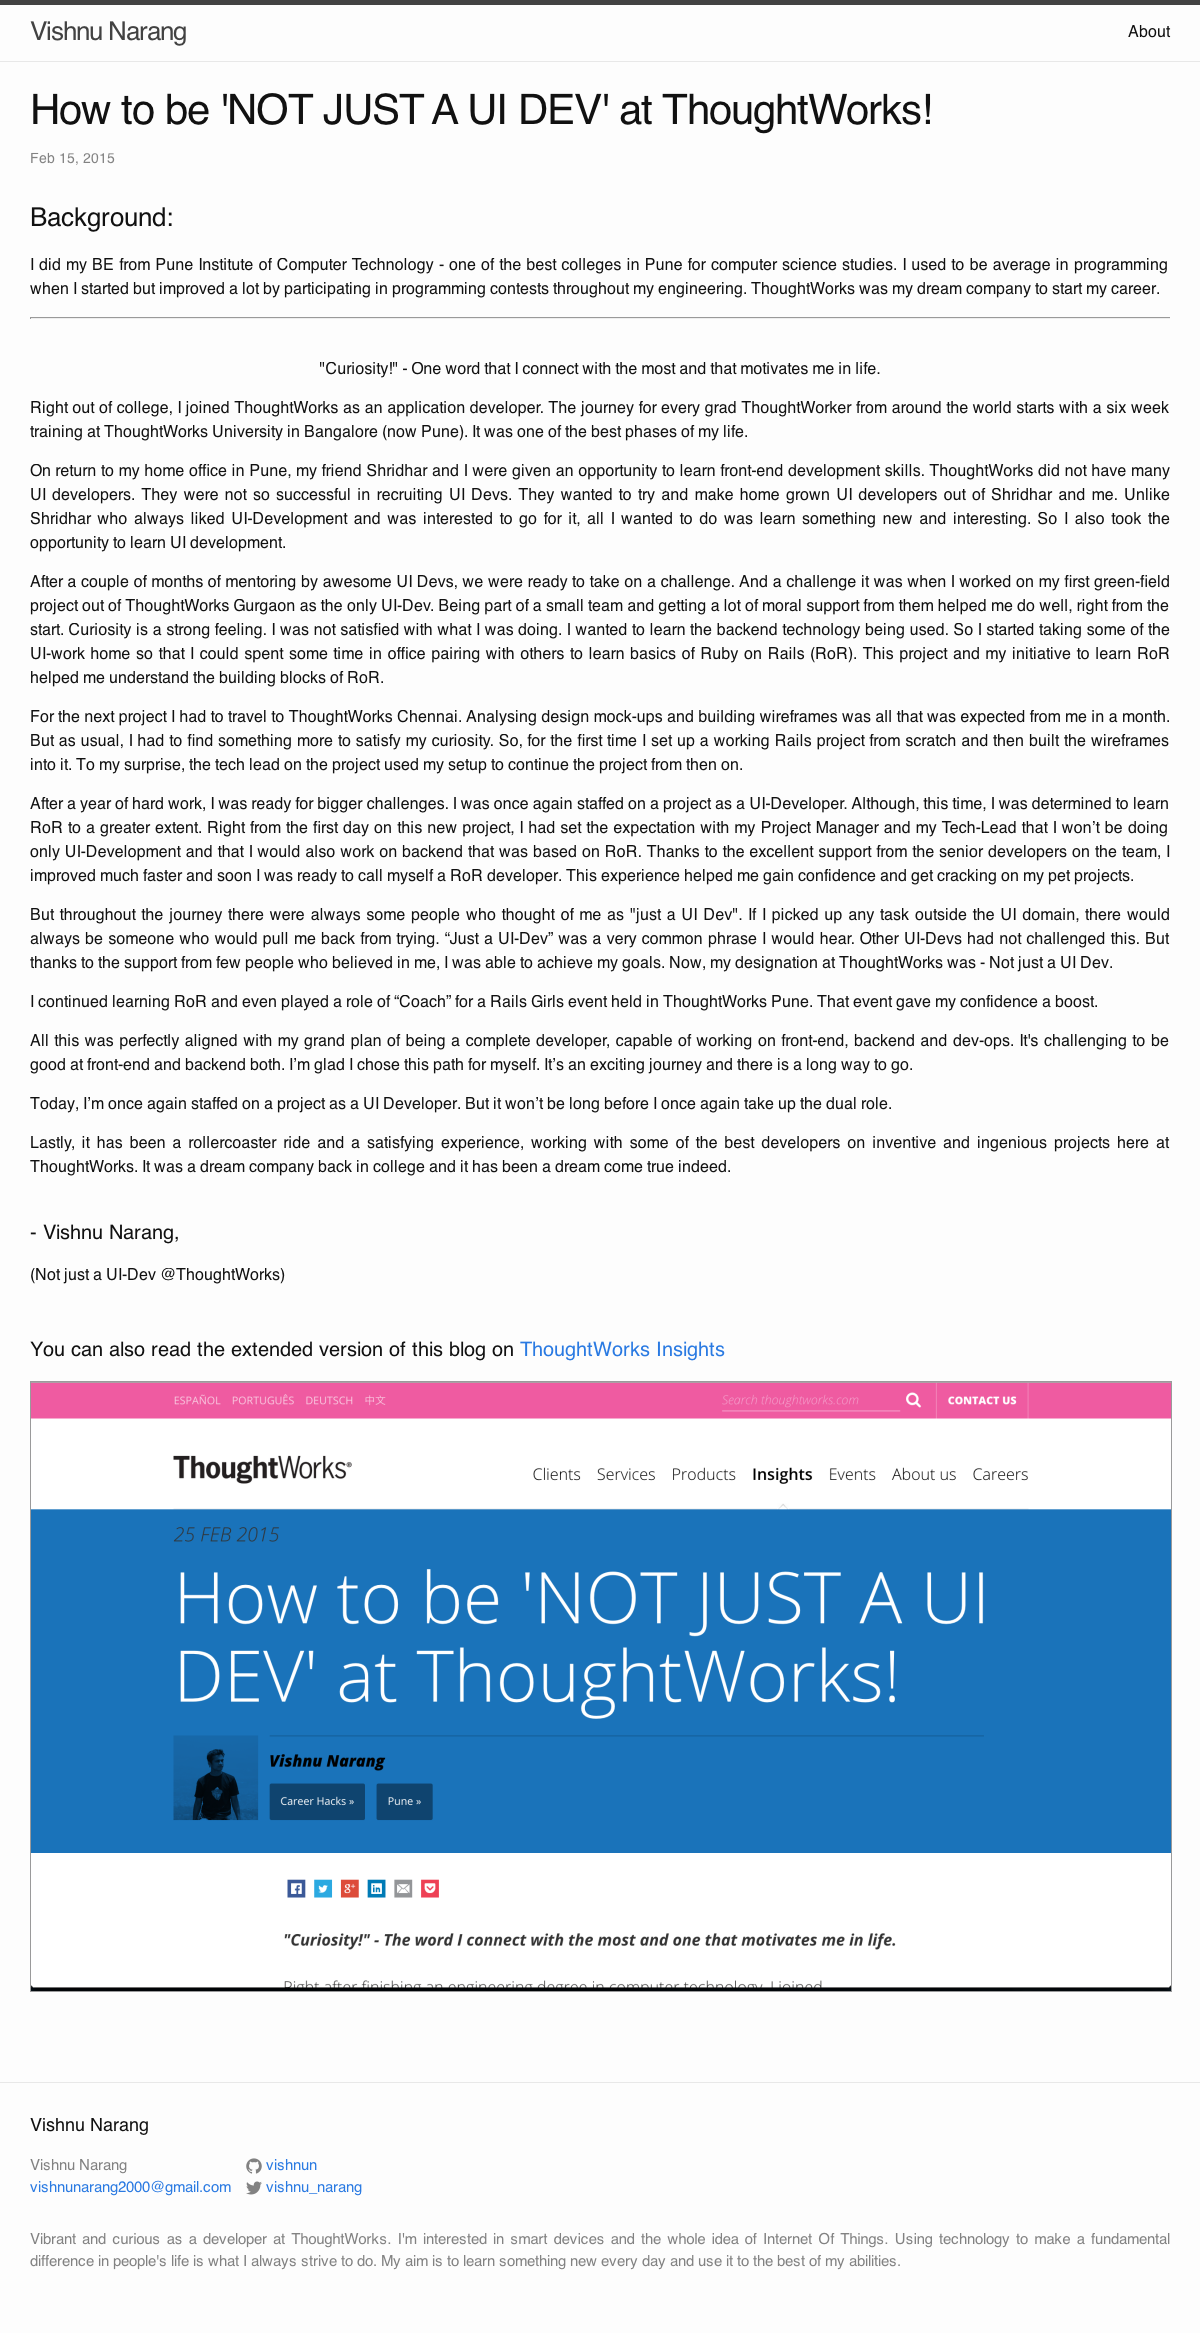 Vishnu Narang
About
How to be 'NOT JUST A UI DEV' at ThoughtWorks!
Feb 15, 2015
Background:
I did my BE from Pune Institute of Computer Technology - one of the best colleges in Pune for computer science studies. I used to be average in programming
when I started but improved a lot by participating in programming contests throughout my engineering. ThoughtWorks was my dream company to start my career.
"Curiosity!" - One word that I connect with the most and that motivates me in life.
Right out of college, I joined ThoughtWorks as an application developer. The journey for every grad ThoughtWorker from around the world starts with a six week
training at ThoughtWorks University in Bangalore (now Pune). It was one of the best phases of my life.
On return to my home office in Pune, my friend Shridhar and I were given an opportunity to learn front-end development skills. ThoughtWorks did not have many
UI developers. They were not so successful in recruiting UI Devs. They wanted to try and make home grown UI developers out of Shridhar and me. Unlike
Shridhar who always liked UI-Development and was interested to go for it, all I wanted to do was learn something new and interesting. So I also took the
opportunity to learn UI development.
After a couple of months of mentoring by awesome UI Devs, we were ready to take on a challenge. And a challenge it was when I worked on my first green-field
project out of ThoughtWorks Gurgaon as the only UI-Dev. Being part of a small team and getting a lot of moral support from them helped me do well, right from the
start. Curiosity is a strong feeling. I was not satisfied with what I was doing. I wanted to learn the backend technology being used. So I started taking some of the
UI-work home so that I could spent some time in office pairing with others to learn basics of Ruby on Rails (RoR). This project and my initiative to learn RoR
helped me understand the building blocks of RoR.
For the next project I had to travel to ThoughtWorks Chennai. Analysing design mock-ups and building wireframes was all that was expected from me in a month.
But as usual, I had to find something more to satisfy my curiosity. So, for the first time I set up a working Rails project from scratch and then built the wireframes
into it. To my surprise, the tech lead on the project used my setup to continue the project from then on.
After a year of hard work, I was ready for bigger challenges. I was once again staffed on a project as a UI-Developer. Although, this time, I was determined to learn
RoR to a greater extent. Right from the first day on this new project, I had set the expectation with my Project Manager and my Tech-Lead that I won’t be doing
only UI-Development and that I would also work on backend that was based on RoR. Thanks to the excellent support from the senior developers on the team, I
improved much faster and soon I was ready to call myself a RoR developer. This experience helped me gain confidence and get cracking on my pet projects.
But throughout the journey there were always some people who thought of me as "just a UI Dev". If I picked up any task outside the UI domain, there would
always be someone who would pull me back from trying. “Just a UI-Dev” was a very common phrase I would hear. Other UI-Devs had not challenged this. But
thanks to the support from few people who believed in me, I was able to achieve my goals. Now, my designation at ThoughtWorks was - Not just a UI Dev.
I continued learning RoR and even played a role of “Coach” for a Rails Girls event held in ThoughtWorks Pune. That event gave my confidence a boost.
All this was perfectly aligned with my grand plan of being a complete developer, capable of working on front-end, backend and dev-ops. It's challenging to be
good at front-end and backend both. I’m glad I chose this path for myself. It’s an exciting journey and there is a long way to go.
Today, I’m once again staffed on a project as a UI Developer. But it won’t be long before I once again take up the dual role.
Lastly, it has been a rollercoaster ride and a satisfying experience, working with some of the best developers on inventive and ingenious projects here at
ThoughtWorks. It was a dream company back in college and it has been a dream come true indeed.
- Vishnu Narang,
(Not just a UI-Dev @ThoughtWorks)
You can also read the extended version of this blog on ThoughtWorks Insights
ESPAÑOL PORTUGUÊS DEUTSCH 中文 Search thoughtworks.com CONTACT US
ThoughtWorks®
Clients Services Products Insights Events About us Careers
25 FEB 2015
How to be 'NOT JUST A UI
DEV' at ThoughtWorks!
Vishnu Narang
Career Hacks » Pune »
"Curiosity!" - The word I connect with the most and one that motivates me in life.
Right after finishing an engineering degree in computer technology, I joined
Vishnu Narang
Vishnu Narang vishnun
vishnunarang2000@gmail.com vishnu_narang
Vibrant and curious as a developer at ThoughtWorks. I'm interested in smart devices and the whole idea of Internet Of Things. Using technology to make a fundamental
difference in people's life is what I always strive to do. My aim is to learn something new every day and use it to the best of my abilities.